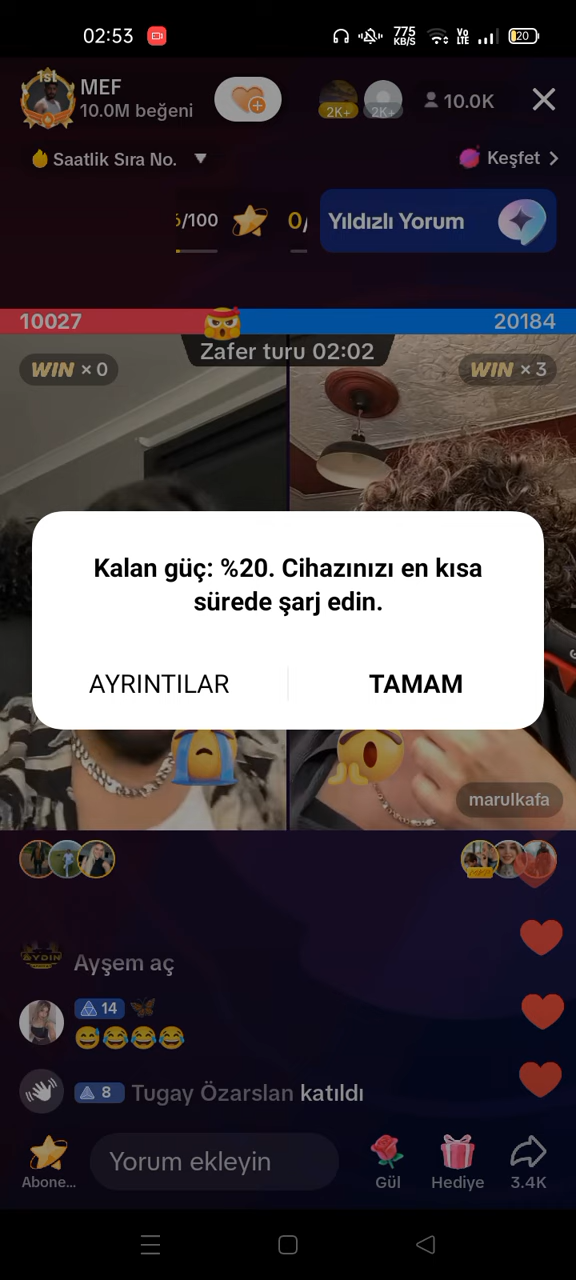 02:53
775
KB/S
Vo
LTE
20
1st
MEF
10.0M beğeni
2K+
2K+
10.0K
Saatlik Sıra No.
Keşfet
/100
0/
Yıldızlı Yorum
10027
20184
Zafer turu 02:02
WIN × 0
WIN × 3
Kalan güç: %20. Cihazınızı en kısa
sürede şarj edin.
AYRINTILAR
TAMAM
marulkafa
AYDIN
Ayşem aç
14
8 Tugay Özarslan katıldı
Yorum ekleyin
Abone...
Gül
Hediye
3.4K